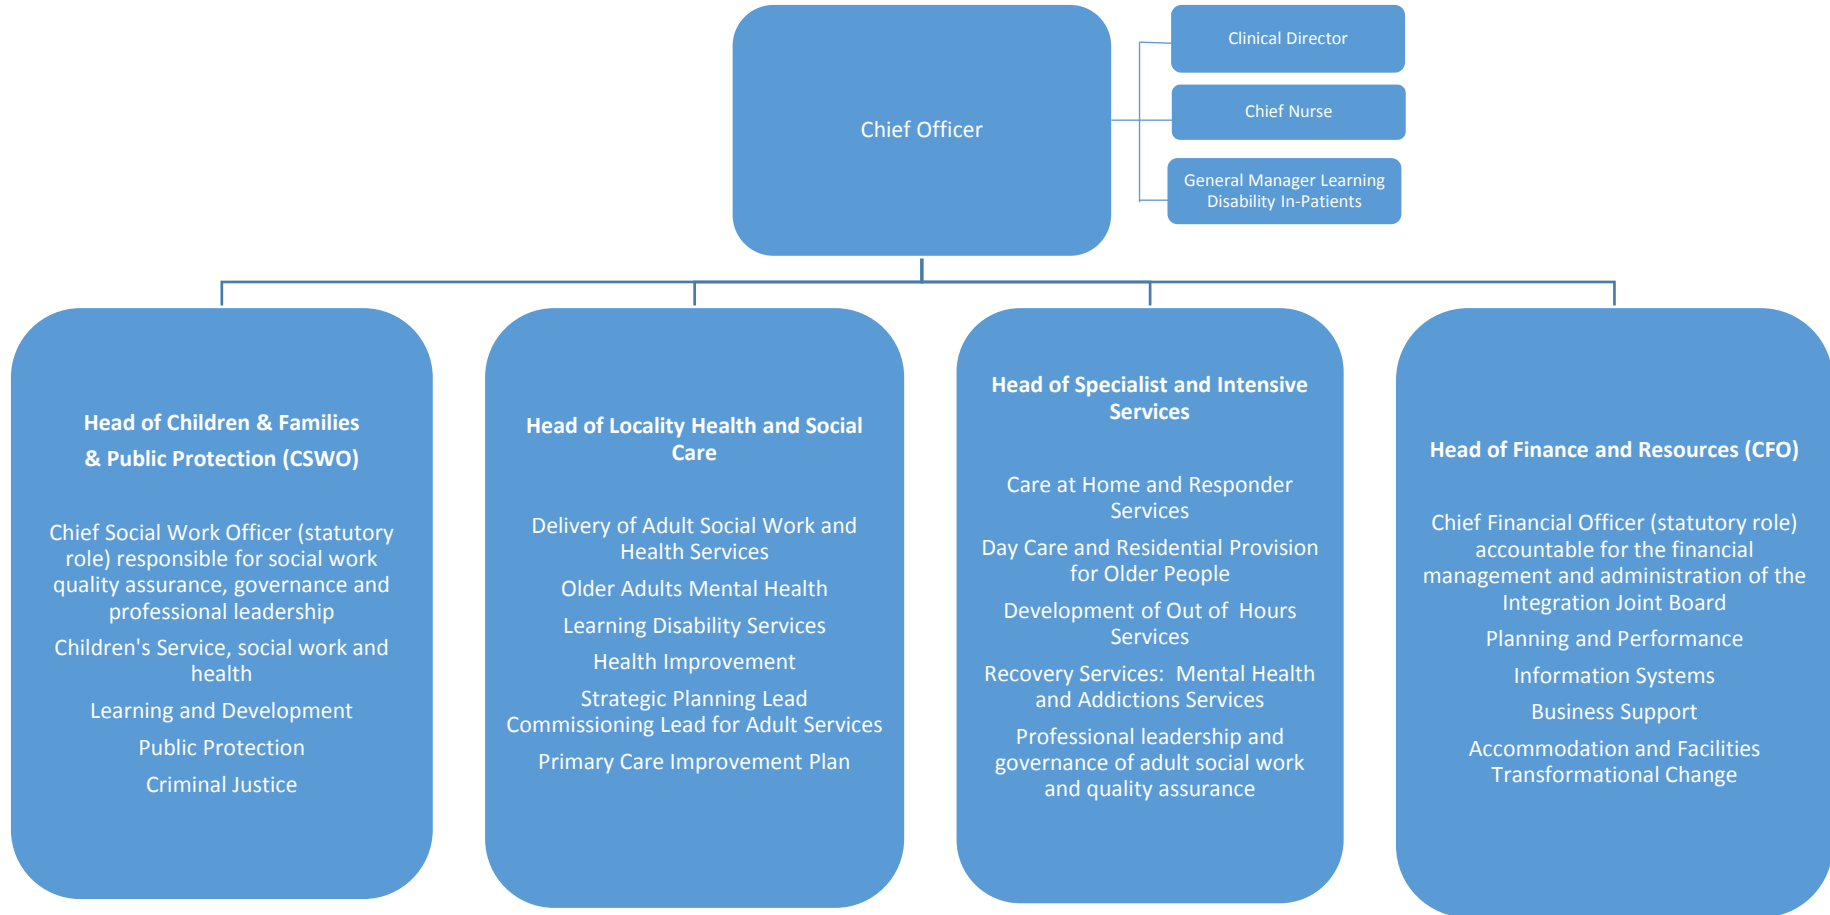 Chief Officer
Clinical Director
Chief Nurse
General Manager Learning
Disability In-Patients
Head of Children & Families
& Public Protection (CSWO)
Chief Social Work Officer (statutory
role) responsible for social work
quality assurance, governance and
professional leadership
Children's Service, social work and
health
Learning and Development
Public Protection
Criminal Justice
Head of Locality Health and Social
Care
Delivery of Adult Social Work and
Health Services
Older Adults Mental Health
Learning Disability Services
Health Improvement
Strategic Planning Lead
Commissioning Lead for Adult Services
Primary Care Improvement Plan
Head of Specialist and Intensive
Services
Care at Home and Responder
Services
Day Care and Residential Provision
for Older People
Development of Out of  Hours
Services
Recovery Services:  Mental Health
and Addictions Services
Professional leadership and
governance of adult social work
and quality assurance
Head of Finance and Resources (CFO)
Chief Financial Officer (statutory role)
accountable for the financial
management and administration of the
Integration Joint Board
Planning and Performance
Information Systems
Business Support
Accommodation and Facilities
Transformational Change